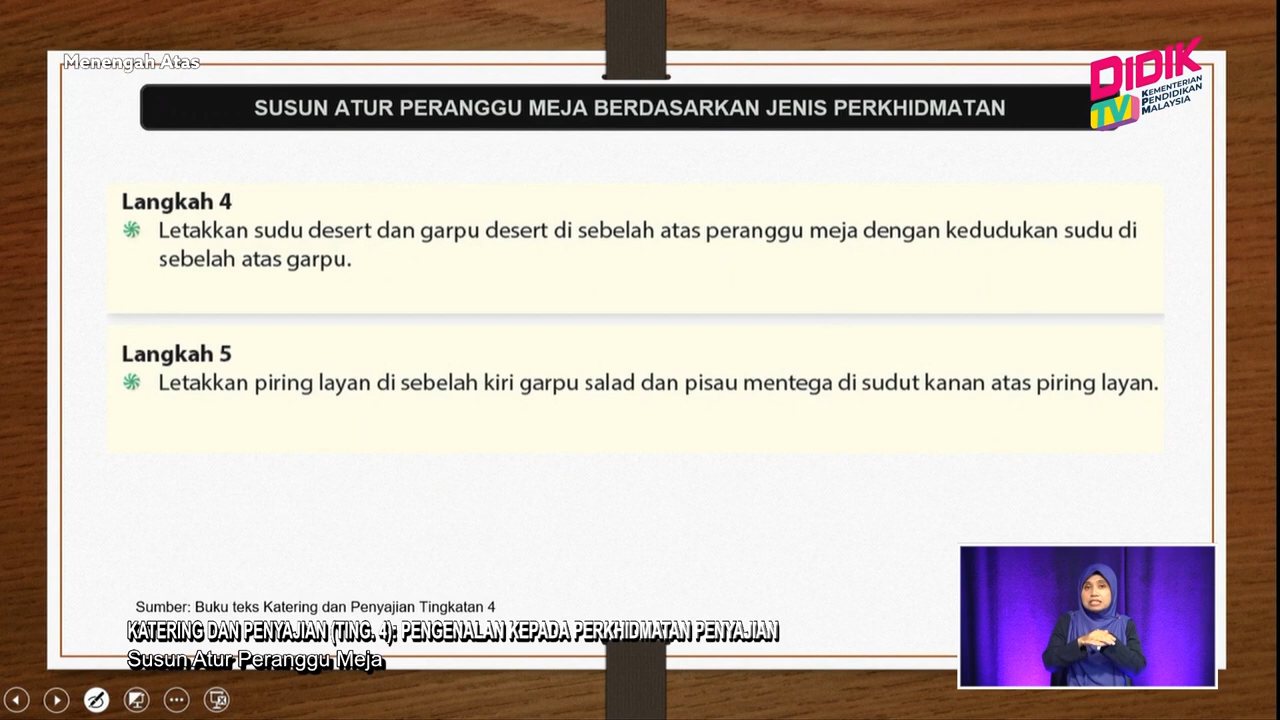 Menengah Atas
DIDIK
TV
KEMENTERIAN
PENDIDIKAN
MALAYSIA
SUSUN ATUR PERANGGU MEJA BERDASARKAN JENIS PERKHIDMATAN
Langkah 4
Letakkan sudu desert dan garpu desert di sebelah atas peranggu meja dengan kedudukan sudu di
sebelah atas garpu.
Langkah 5
Letakkan piring layan di sebelah kiri garpu salad dan pisau mentega di sudut kanan atas piring layan.
Sumber: Buku teks Katering dan Penyajian Tingkatan 4
KATERING DAN PENYAJIAN (TING. 4): PENGENALAN KEPADA PERKHIDMATAN PENYAJIAN
Susun Atur Peranggu Meja